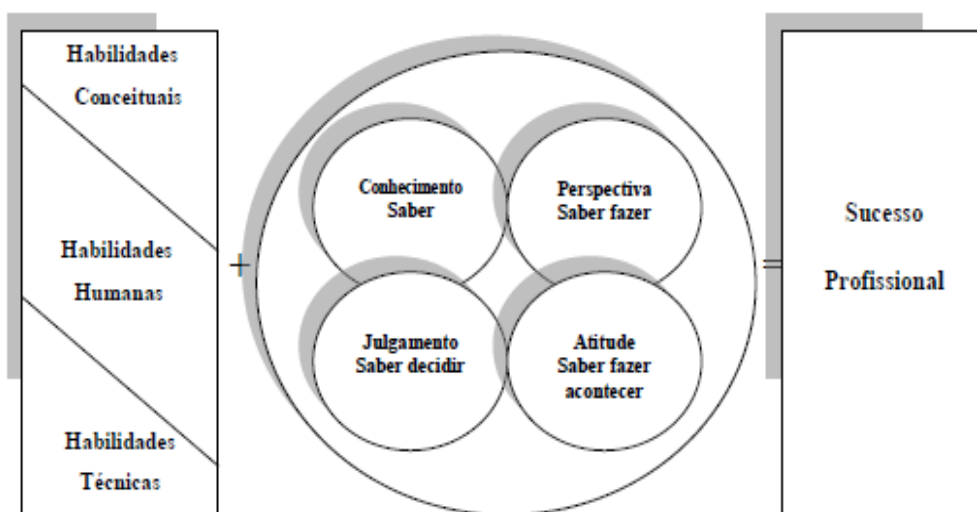 Habilidades
Conceituais
Habilidades
Humanas
Habilidades
Técnicas
+
Conhecimento
Saber
Perspectiva
Saber fazer
Julgamento
Saber decidir
Atitude
Saber fazer
acontecer
=
Sucesso
Profissional